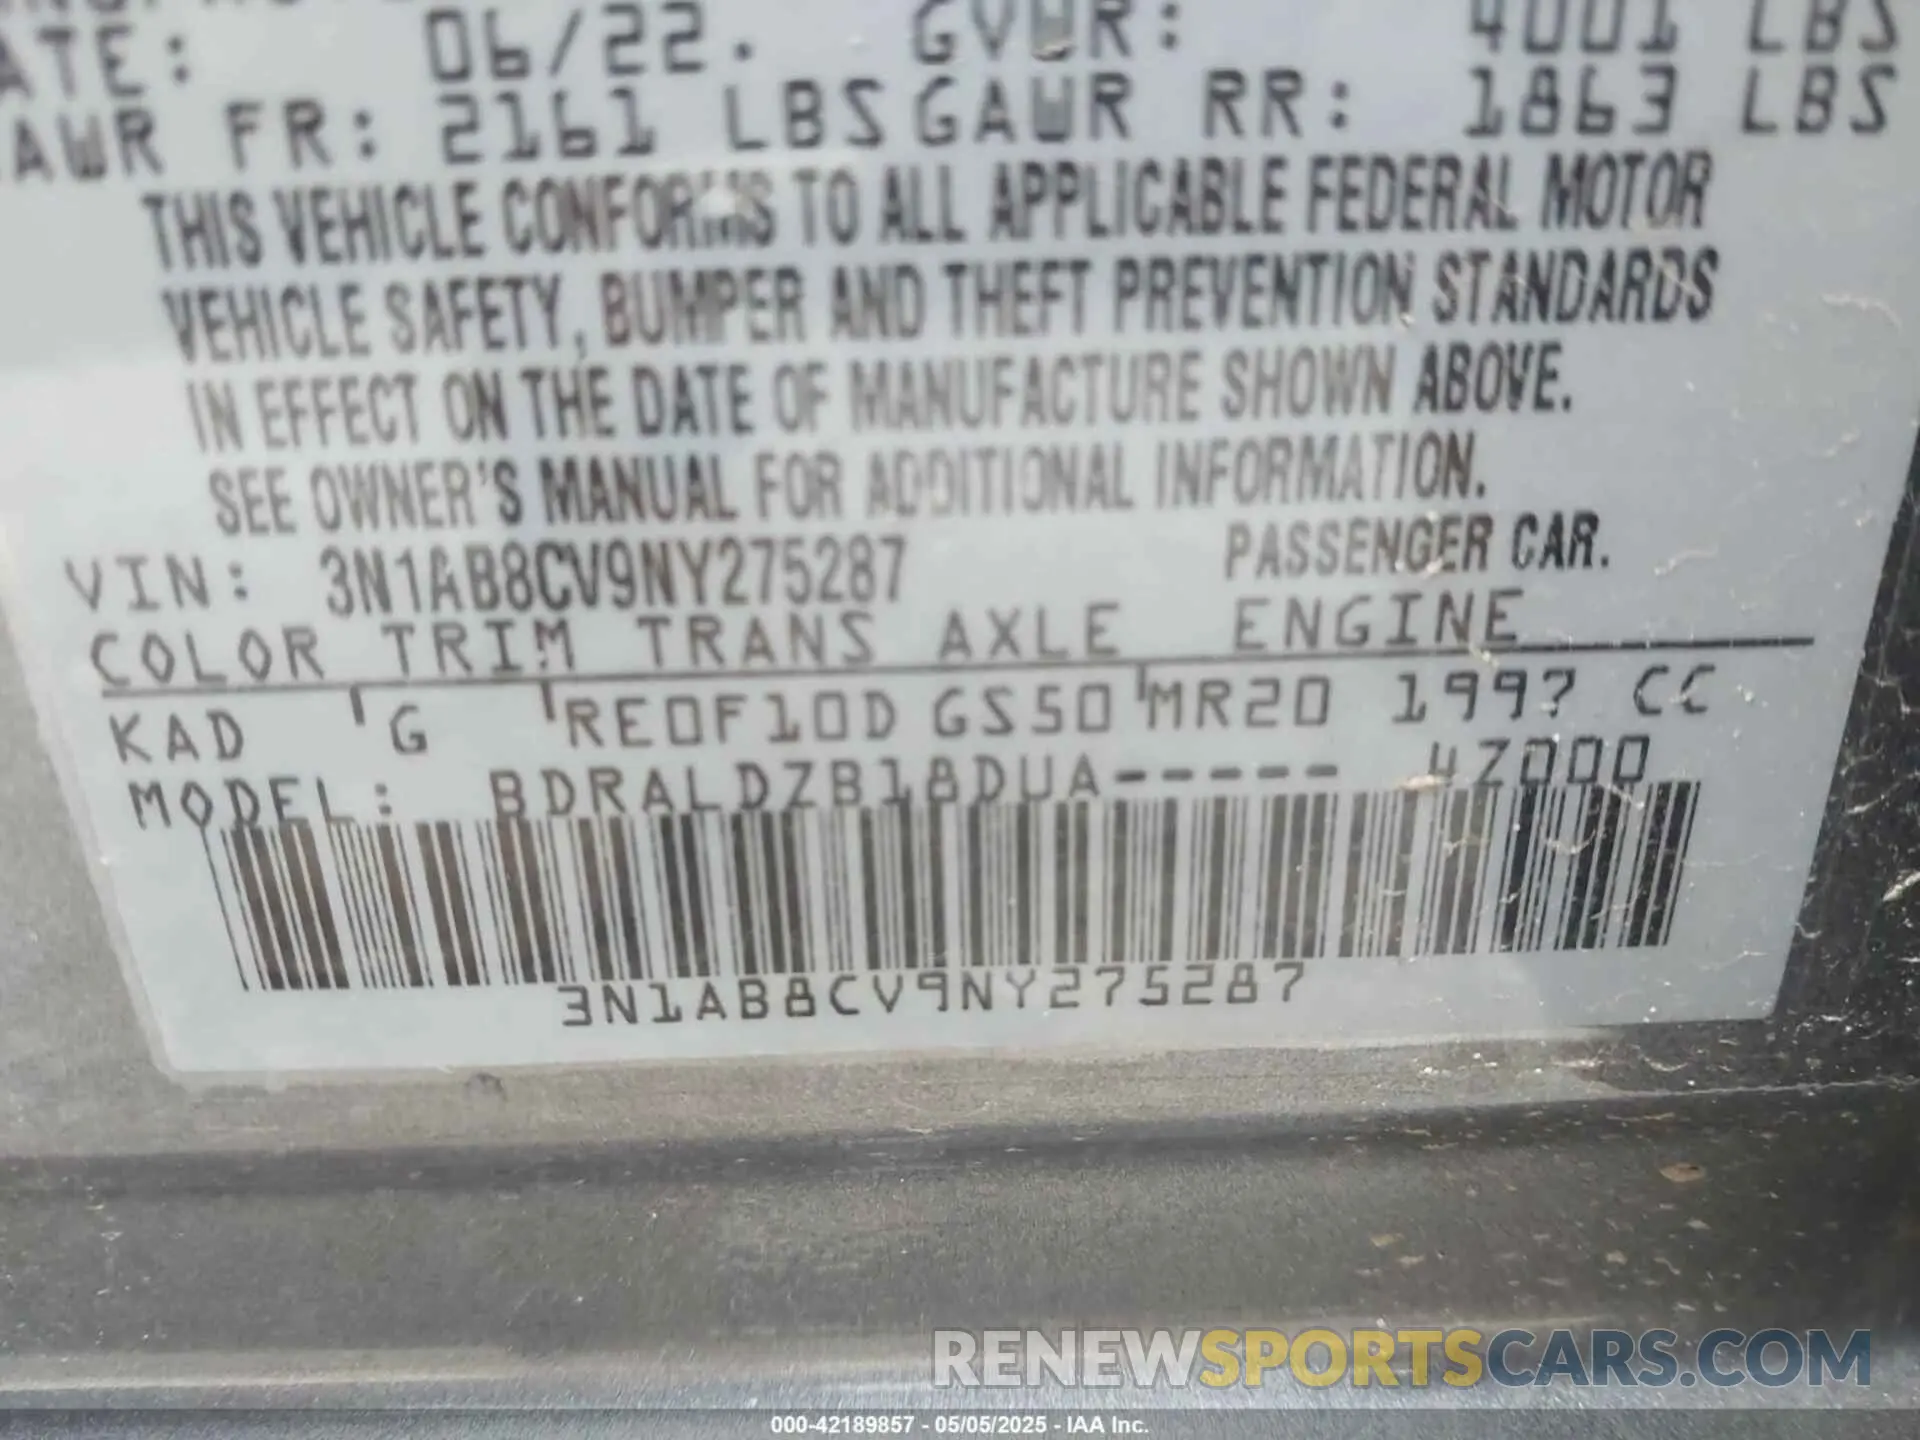 ATE: 06/22. GVWR: 4001 LBS
AWR FR: 2161 LBS GAWR RR: 1863 LBS
THIS VEHICLE CONFORMS TO ALL APPLICABLE FEDERAL MOTOR
VEHICLE SAFETY, BUMPER AND THEFT PREVENTION STANDARDS
IN EFFECT ON THE DATE OF MANUFACTURE SHOWN ABOVE.
SEE OWNER'S MANUAL FOR ADDITIONAL INFORMATION.
VIN: 3N1AB8CV9NY275287 PASSENGER CAR.
COLOR TRIM TRANS AXLE ENGINE
KAD G RE0F10D GS50 MR20 1997 CC
MODEL: BDRALDZB18DUA----- 4Z000
3N1AB8CV9NY275287
RENEWSPORTSCARS.COM
000-42189857 - 05/05/2025 - IAA Inc.